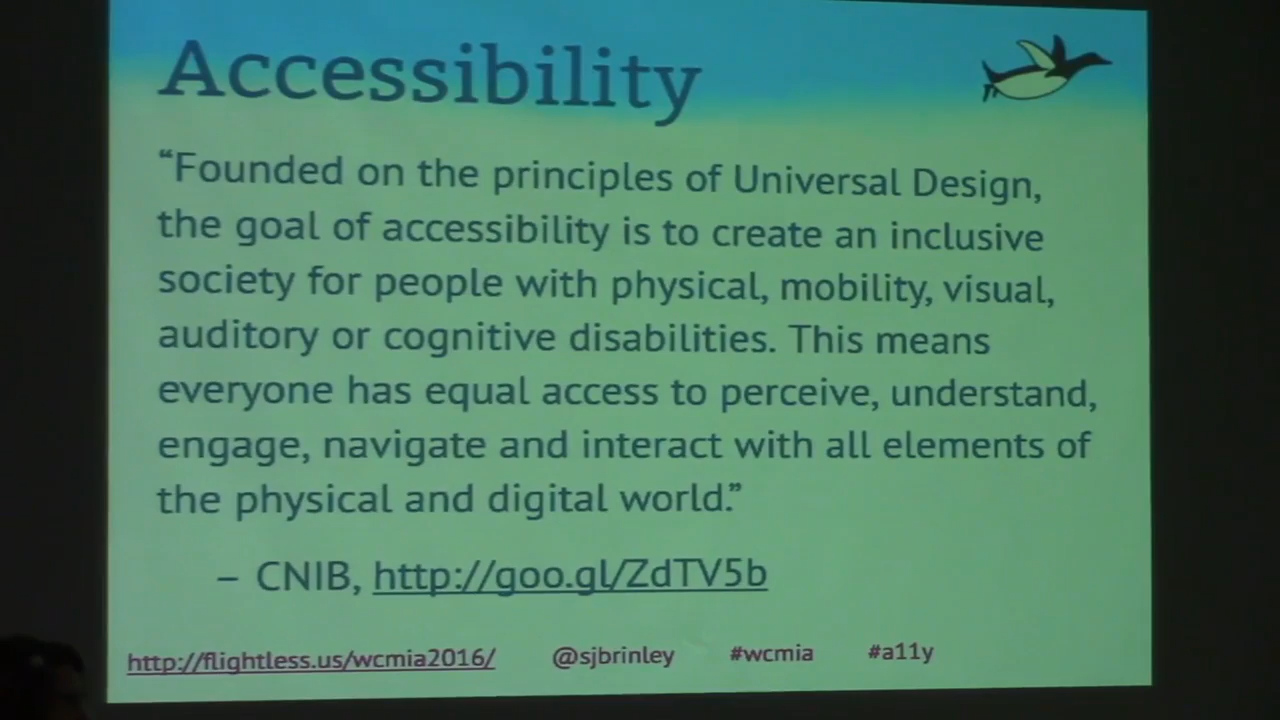 Accessibility
“Founded on the principles of Universal Design,
the goal of accessibility is to create an inclusive
society for people with physical, mobility, visual,
auditory or cognitive disabilities. This means
everyone has equal access to perceive, understand,
engage, navigate and interact with all elements of
the physical and digital world.”
– CNIB, http://goo.gl/ZdTV5b
http://flightless.us/wcmia2016/ @sjbrinley #wcmia #a11y